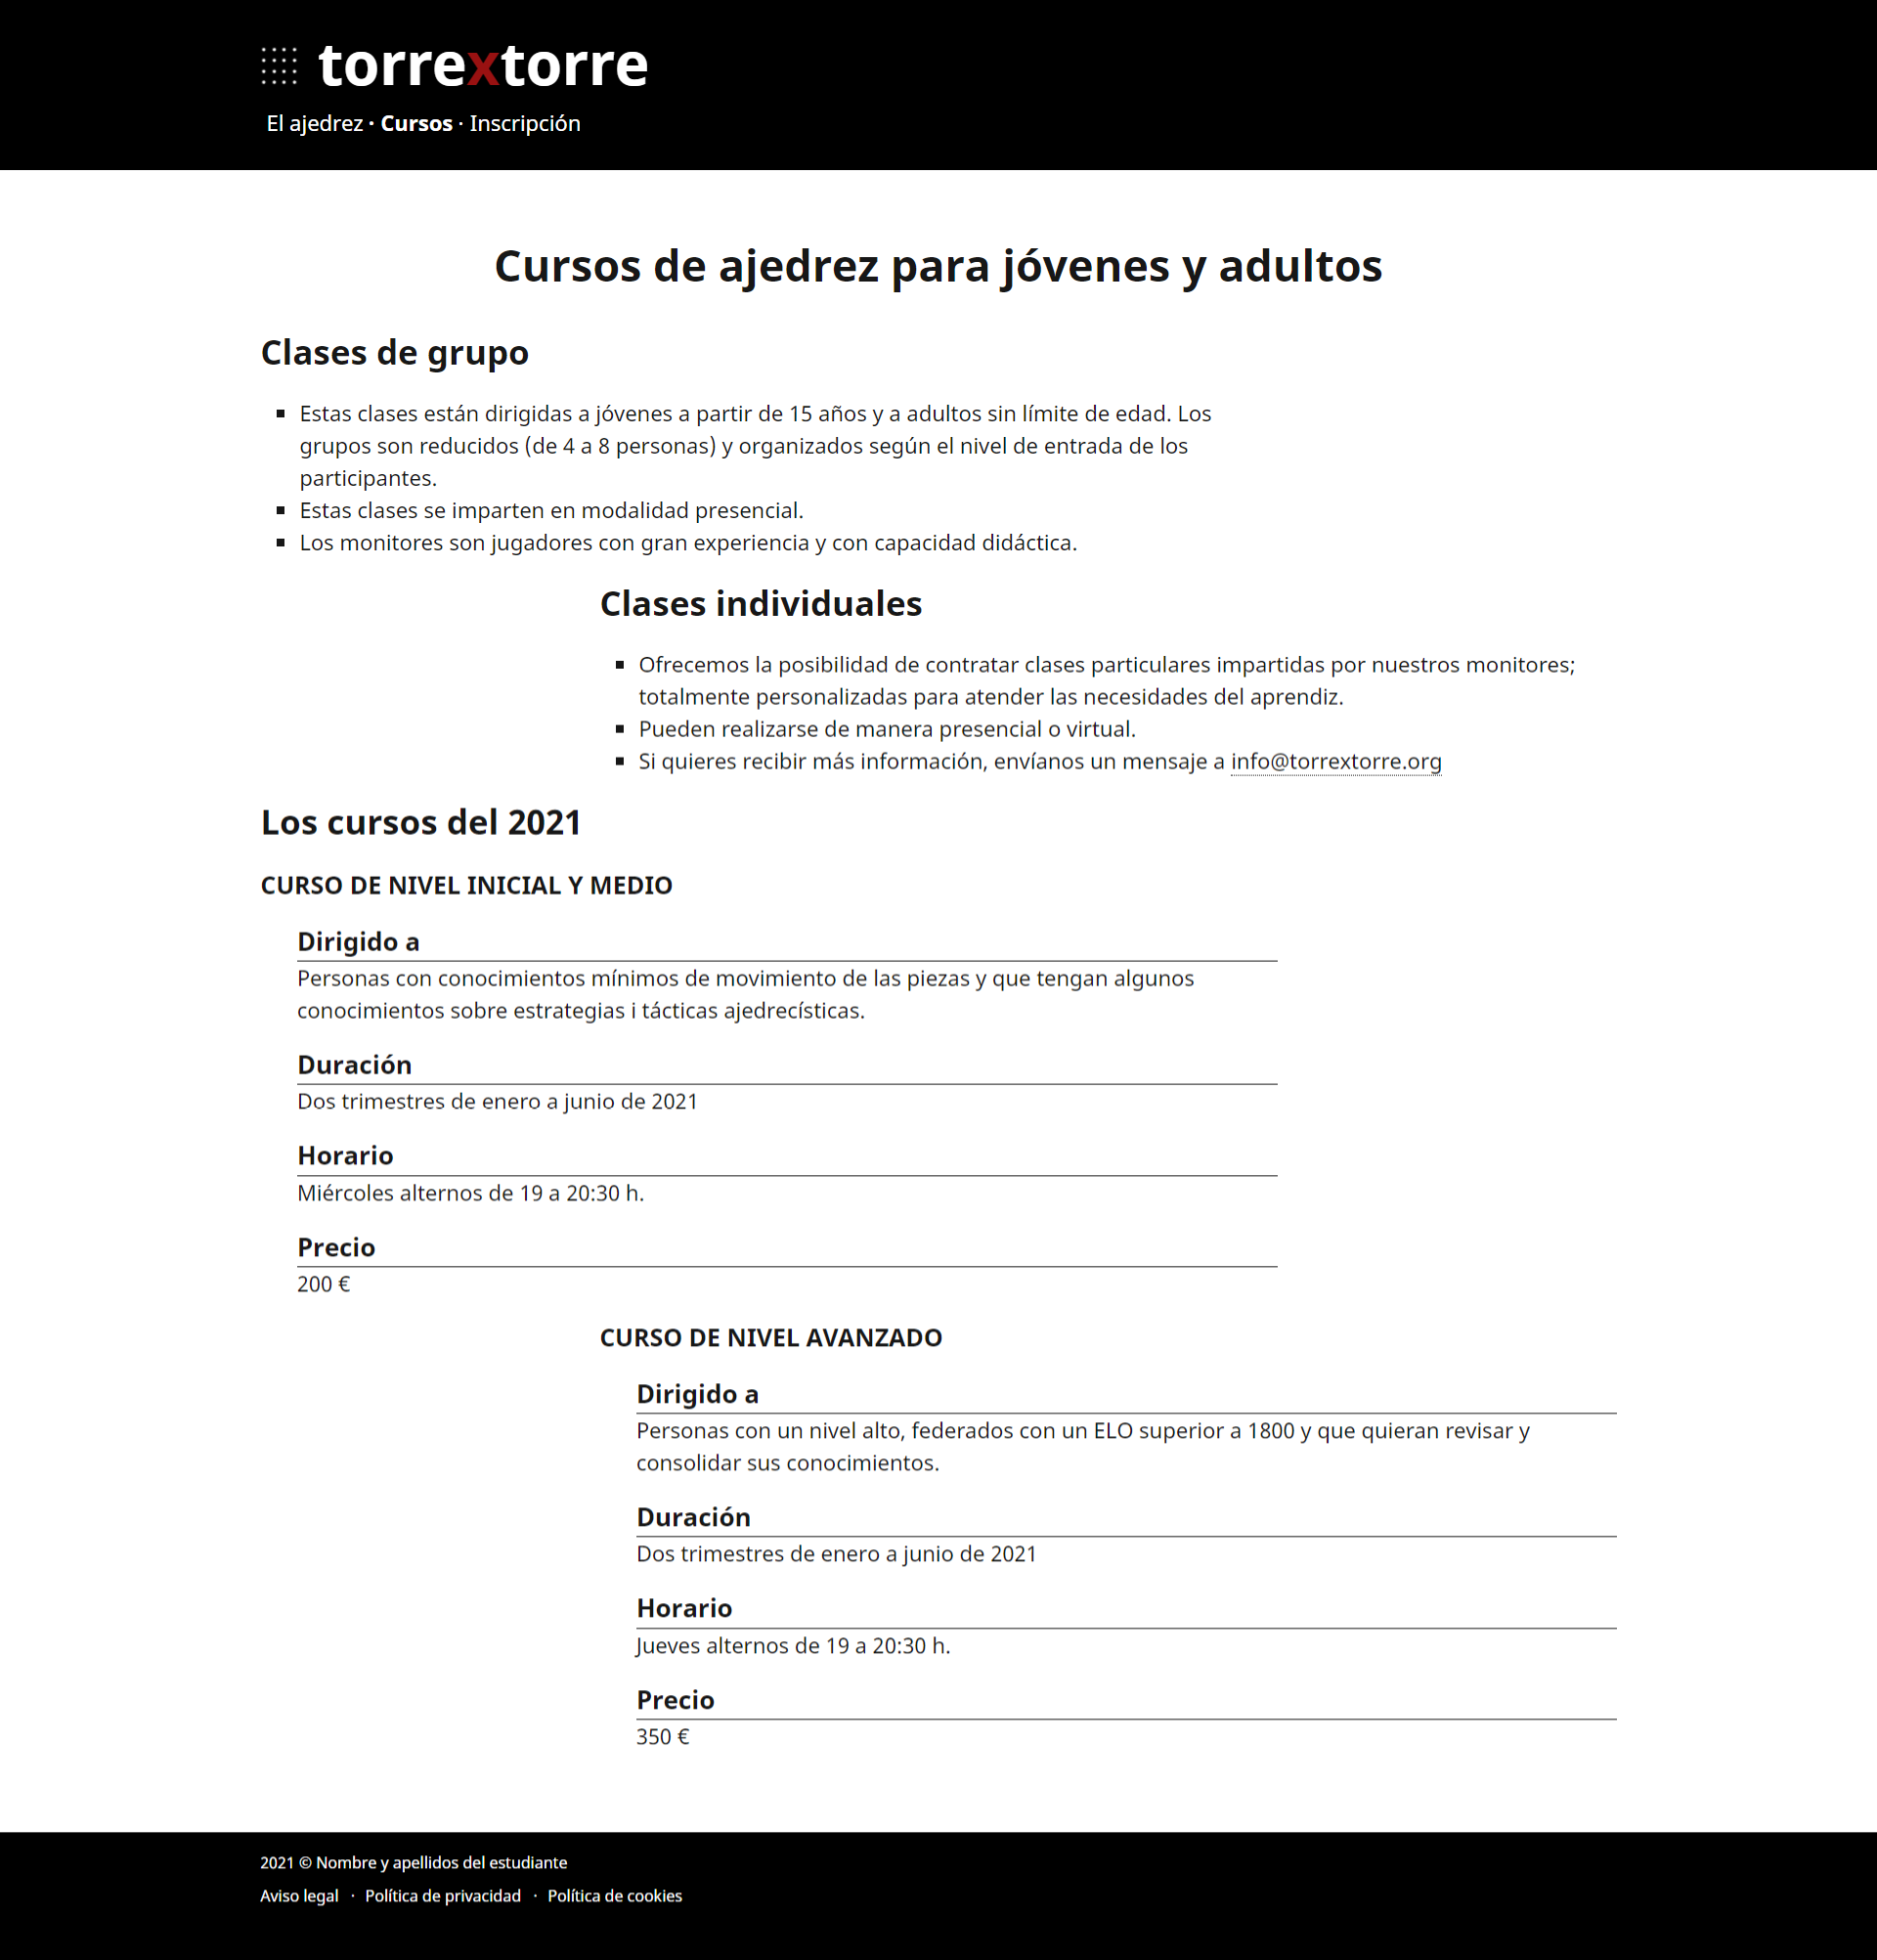 torrextorre
El ajedrez · Cursos · Inscripción
Cursos de ajedrez para jóvenes y adultos
Clases de grupo
Estas clases están dirigidas a jóvenes a partir de 15 años y a adultos sin límite de edad. Los
grupos son reducidos (de 4 a 8 personas) y organizados según el nivel de entrada de los
participantes.
Estas clases se imparten en modalidad presencial.
Los monitores son jugadores con gran experiencia y con capacidad didáctica.
Clases individuales
Ofrecemos la posibilidad de contratar clases particulares impartidas por nuestros monitores;
totalmente personalizadas para atender las necesidades del aprendiz.
Pueden realizarse de manera presencial o virtual.
Si quieres recibir más información, envíanos un mensaje a info@torrextorre.org
Los cursos del 2021
CURSO DE NIVEL INICIAL Y MEDIO
Dirigido a
Personas con conocimientos mínimos de movimiento de las piezas y que tengan algunos
conocimientos sobre estrategias i tácticas ajedrecísticas.
Duración
Dos trimestres de enero a junio de 2021
Horario
Miércoles alternos de 19 a 20:30 h.
Precio
200 €
CURSO DE NIVEL AVANZADO
Dirigido a
Personas con un nivel alto, federados con un ELO superior a 1800 y que quieran revisar y
consolidar sus conocimientos.
Duración
Dos trimestres de enero a junio de 2021
Horario
Jueves alternos de 19 a 20:30 h.
Precio
350 €
2021 © Nombre y apellidos del estudiante
Aviso legal · Política de privacidad · Política de cookies